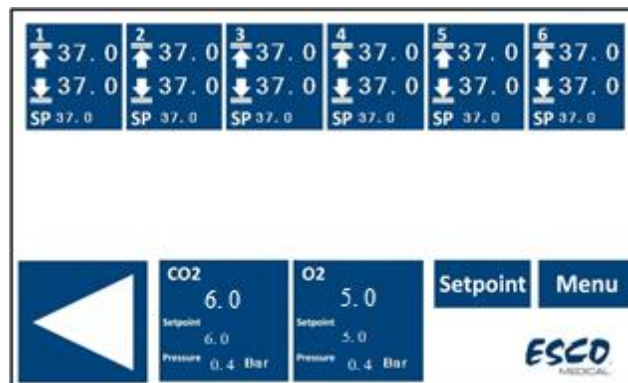 1 2 3 4 5 6
37.0 37.0 37.0 37.0 37.0 37.0
37.0 37.0 37.0 37.0 37.0 37.0
SP 37.0 SP 37.0 SP 37.0 SP 37.0 SP 37.0 SP 37.0
CO2 O2 Setpoint Menu
6.0 5.0
Setpoint Setpoint
6.0 5.0
Pressure 0.4 Bar Pressure 0.4 Bar
ESCO
MEDICAL